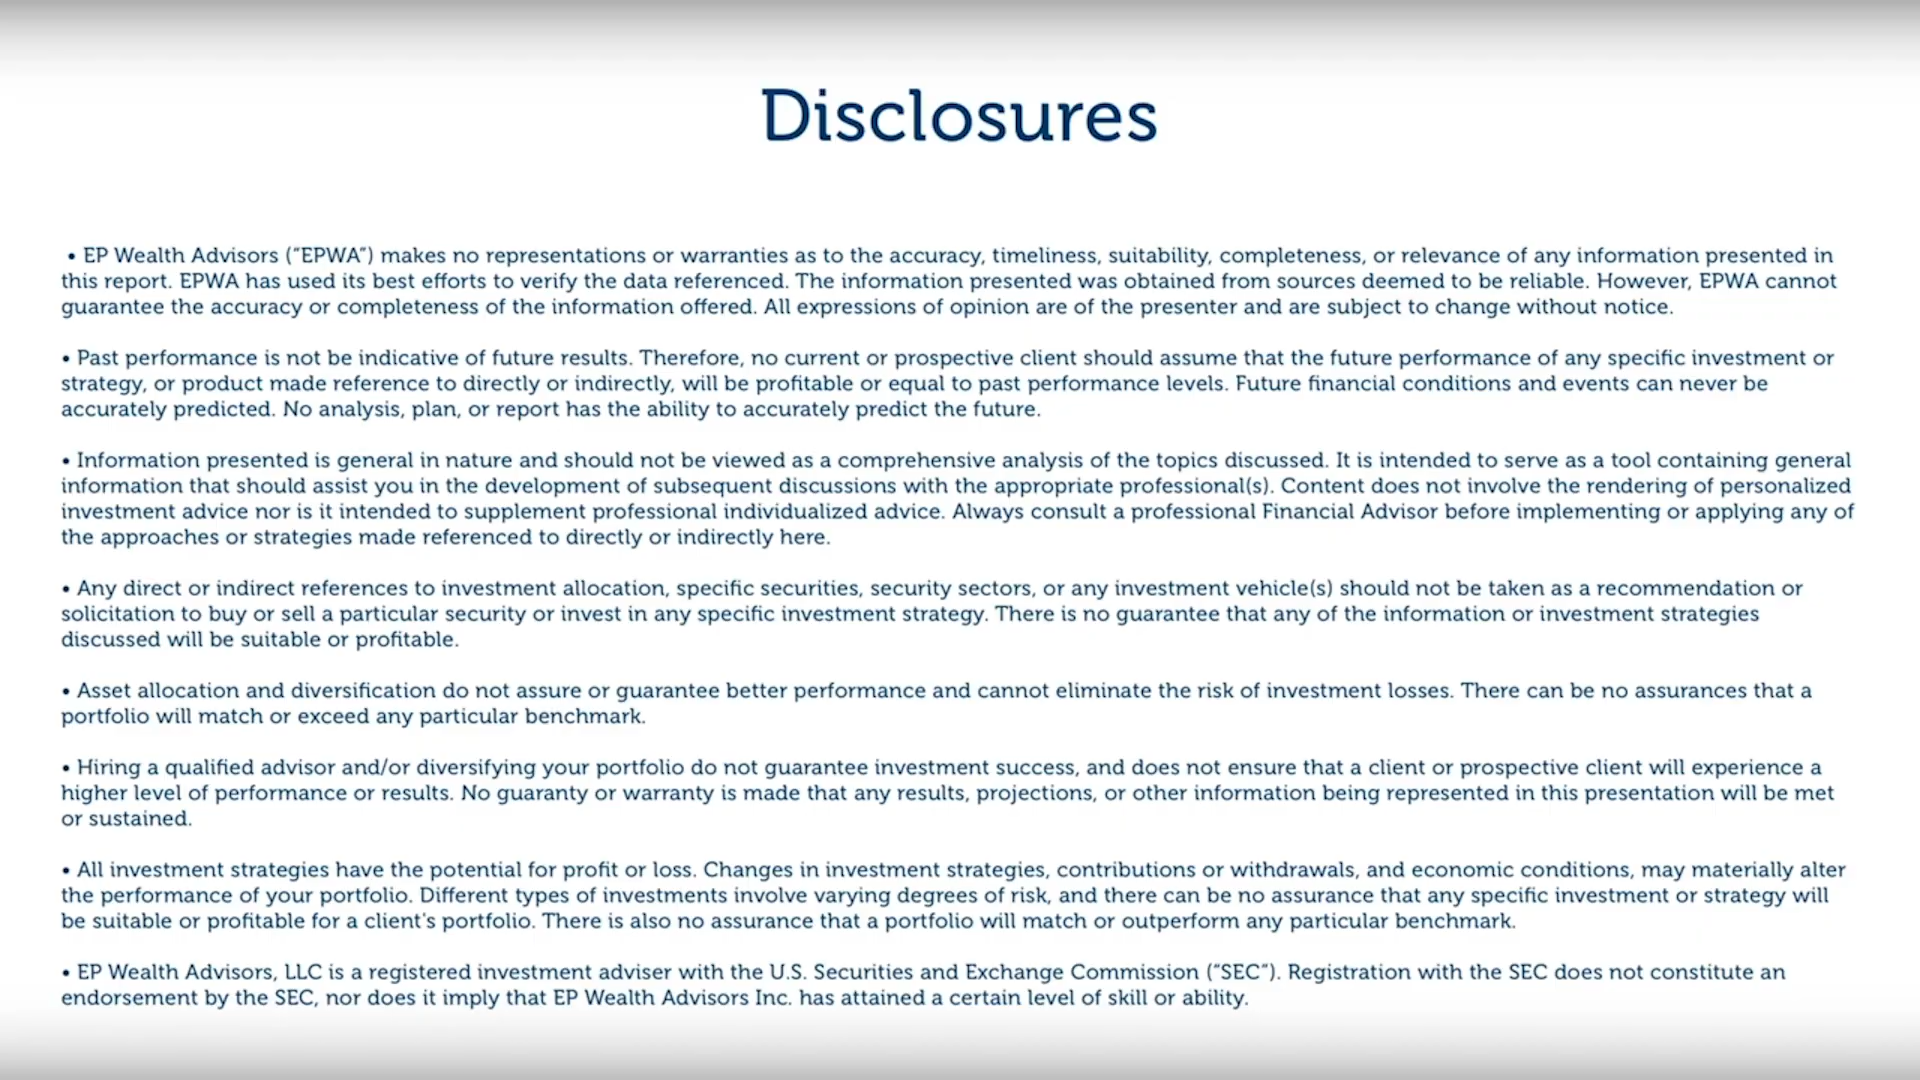 Disclosures
• EP Wealth Advisors (“EPWA”) makes no representations or warranties as to the accuracy, timeliness, suitability, completeness, or relevance of any information presented in
this report. EPWA has used its best efforts to verify the data referenced. The information presented was obtained from sources deemed to be reliable. However, EPWA cannot
guarantee the accuracy or completeness of the information offered. All expressions of opinion are of the presenter and are subject to change without notice.
• Past performance is not be indicative of future results. Therefore, no current or prospective client should assume that the future performance of any specific investment or
strategy, or product made reference to directly or indirectly, will be profitable or equal to past performance levels. Future financial conditions and events can never be
accurately predicted. No analysis, plan, or report has the ability to accurately predict the future.
• Information presented is general in nature and should not be viewed as a comprehensive analysis of the topics discussed. It is intended to serve as a tool containing general
information that should assist you in the development of subsequent discussions with the appropriate professional(s). Content does not involve the rendering of personalized
investment advice nor is it intended to supplement professional individualized advice. Always consult a professional Financial Advisor before implementing or applying any of
the approaches or strategies made referenced to directly or indirectly here.
• Any direct or indirect references to investment allocation, specific securities, security sectors, or any investment vehicle(s) should not be taken as a recommendation or
solicitation to buy or sell a particular security or invest in any specific investment strategy. There is no guarantee that any of the information or investment strategies
discussed will be suitable or profitable.
• Asset allocation and diversification do not assure or guarantee better performance and cannot eliminate the risk of investment losses. There can be no assurances that a
portfolio will match or exceed any particular benchmark.
• Hiring a qualified advisor and/or diversifying your portfolio do not guarantee investment success, and does not ensure that a client or prospective client will experience a
higher level of performance or results. No guaranty or warranty is made that any results, projections, or other information being represented in this presentation will be met
or sustained.
• All investment strategies have the potential for profit or loss. Changes in investment strategies, contributions or withdrawals, and economic conditions, may materially alter
the performance of your portfolio. Different types of investments involve varying degrees of risk, and there can be no assurance that any specific investment or strategy will
be suitable or profitable for a client's portfolio. There is also no assurance that a portfolio will match or outperform any particular benchmark.
• EP Wealth Advisors, LLC is a registered investment adviser with the U.S. Securities and Exchange Commission (“SEC”). Registration with the SEC does not constitute an
endorsement by the SEC, nor does it imply that EP Wealth Advisors Inc. has attained a certain level of skill or ability.